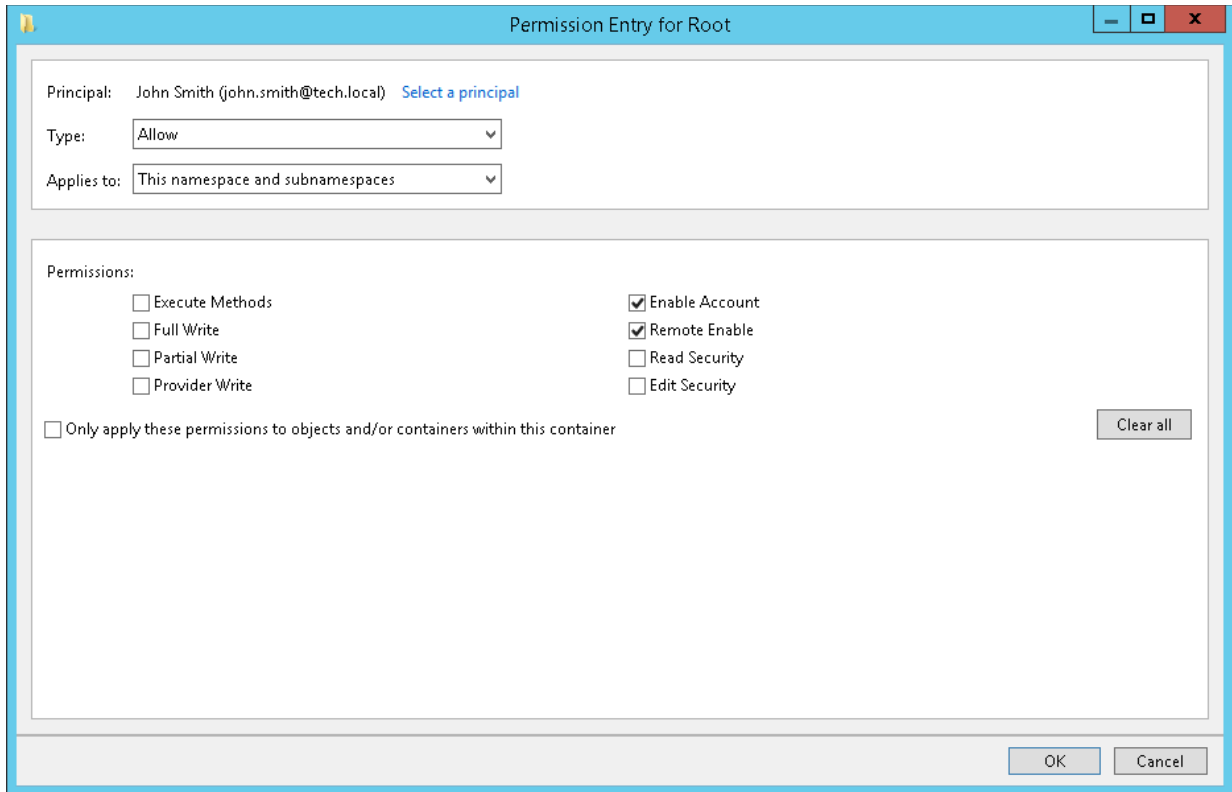 Permission Entry for Root
Principal: John Smith (john.smith@tech.local) Select a principal
Type: Allow
Applies to: This namespace and subnamespaces
Permissions:
Execute Methods Enable Account
Full Write Remote Enable
Partial Write Read Security
Provider Write Edit Security
Only apply these permissions to objects and/or containers within this container Clear all
OK Cancel